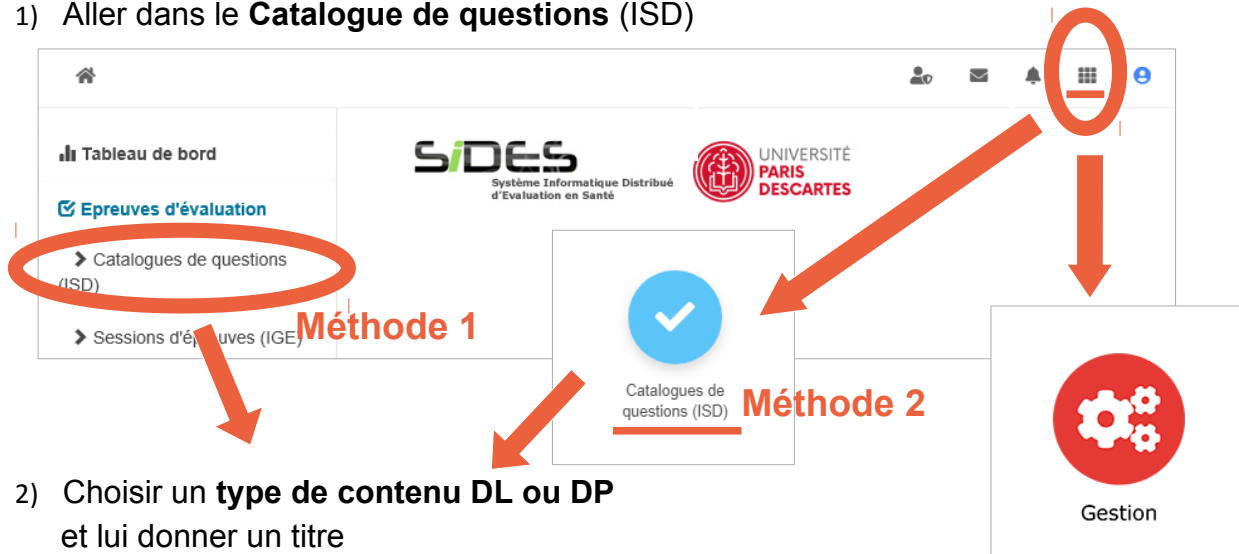 1) Aller dans le Catalogue de questions (ISD)
Tableau de bord
SiDES
Système Informatique Distribué
d'Evaluation en Santé
UNIVERSITÉ
PARIS
DESCARTES
Epreuves d'évaluation
Catalogues de questions
(ISD)
Méthode 1
Sessions d'épreuves (IGE)
Catalogues de
questions (ISD)
Méthode 2
Gestion
2) Choisir un type de contenu DL ou DP
et lui donner un titre